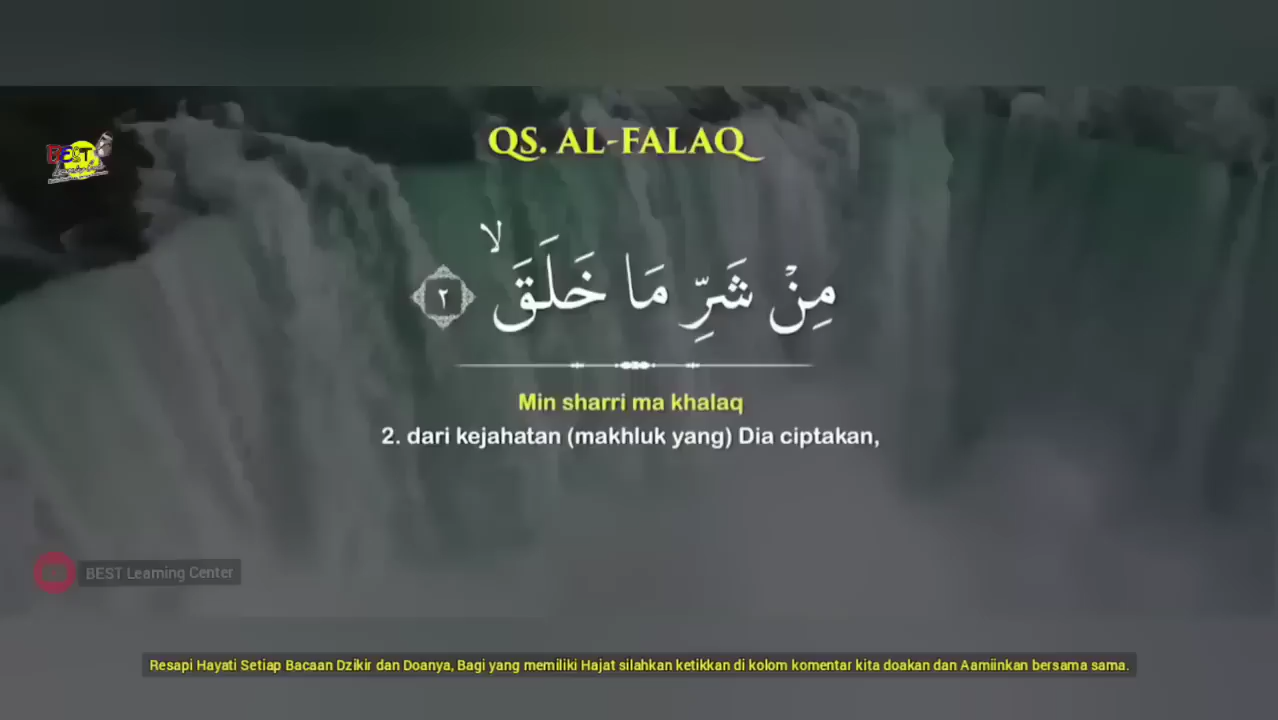 BEST
QS. AL-FALAQ
مِنْ شَرِّ مَا خَلَقَ ۙ ٢
Min sharri ma khalaq
2. dari kejahatan (makhluk yang) Dia ciptakan,
BEST Learning Center
Resapi Hayati Setiap Bacaan Dzikir dan Doanya, Bagi yang memiliki Hajat silahkan ketikkan di kolom komentar kita doakan dan Aamiinkan bersama sama.